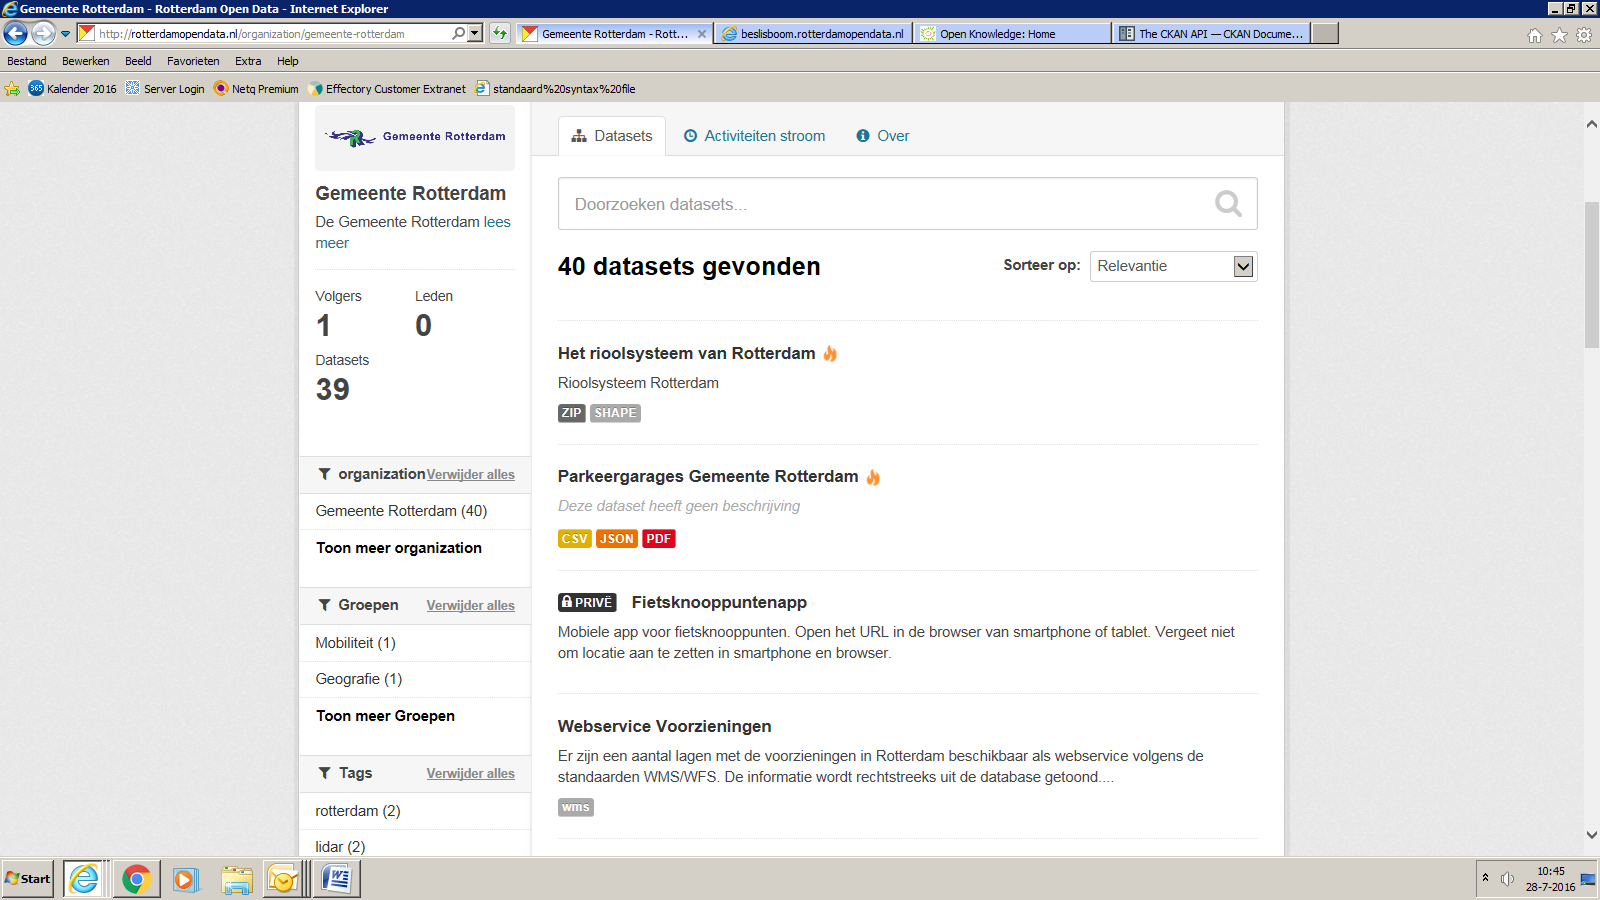 Gemeente Rotterdam - Rotterdam Open Data - Internet Explorer
http://rotterdamopendata.nl/organization/gemeente-rotterdam
Gemeente Rotterdam - Rott...
beslisboom.rotterdamopendata.nl
Open Knowledge: Home
The CKAN API — CKAN Docume...
Bestand Bewerken Beeld Favorieten Extra Help
365 Kalender 2016 Server Login Netq Premium Effectory Customer Extranet standaard%20syntax%20file
Gemeente Rotterdam
Gemeente Rotterdam
De Gemeente Rotterdam lees
meer
Volgers Leden
1 0
Datasets
39
organization Verwijder alles
Gemeente Rotterdam (40)
Toon meer organization
Groepen Verwijder alles
Mobiliteit (1)
Geografie (1)
Toon meer Groepen
Tags Verwijder alles
rotterdam (2)
lidar (2)
Datasets Activiteiten stroom Over
Doorzoeken datasets...
40 datasets gevonden
Sorteer op: Relevantie
Het rioolsysteem van Rotterdam
Rioolsysteem Rotterdam
ZIP SHAPE
Parkeergarages Gemeente Rotterdam
Deze dataset heeft geen beschrijving
CSV JSON PDF
PRIVÉ Fietsknooppuntenapp
Mobiele app voor fietsknooppunten. Open het URL in de browser van smartphone of tablet. Vergeet niet
om locatie aan te zetten in smartphone en browser.
Webservice Voorzieningen
Er zijn een aantal lagen met de voorzieningen in Rotterdam beschikbaar als webservice volgens de
standaarden WMS/WFS. De informatie wordt rechtstreeks uit de database getoond....
wms
Start
10:45
28-7-2016